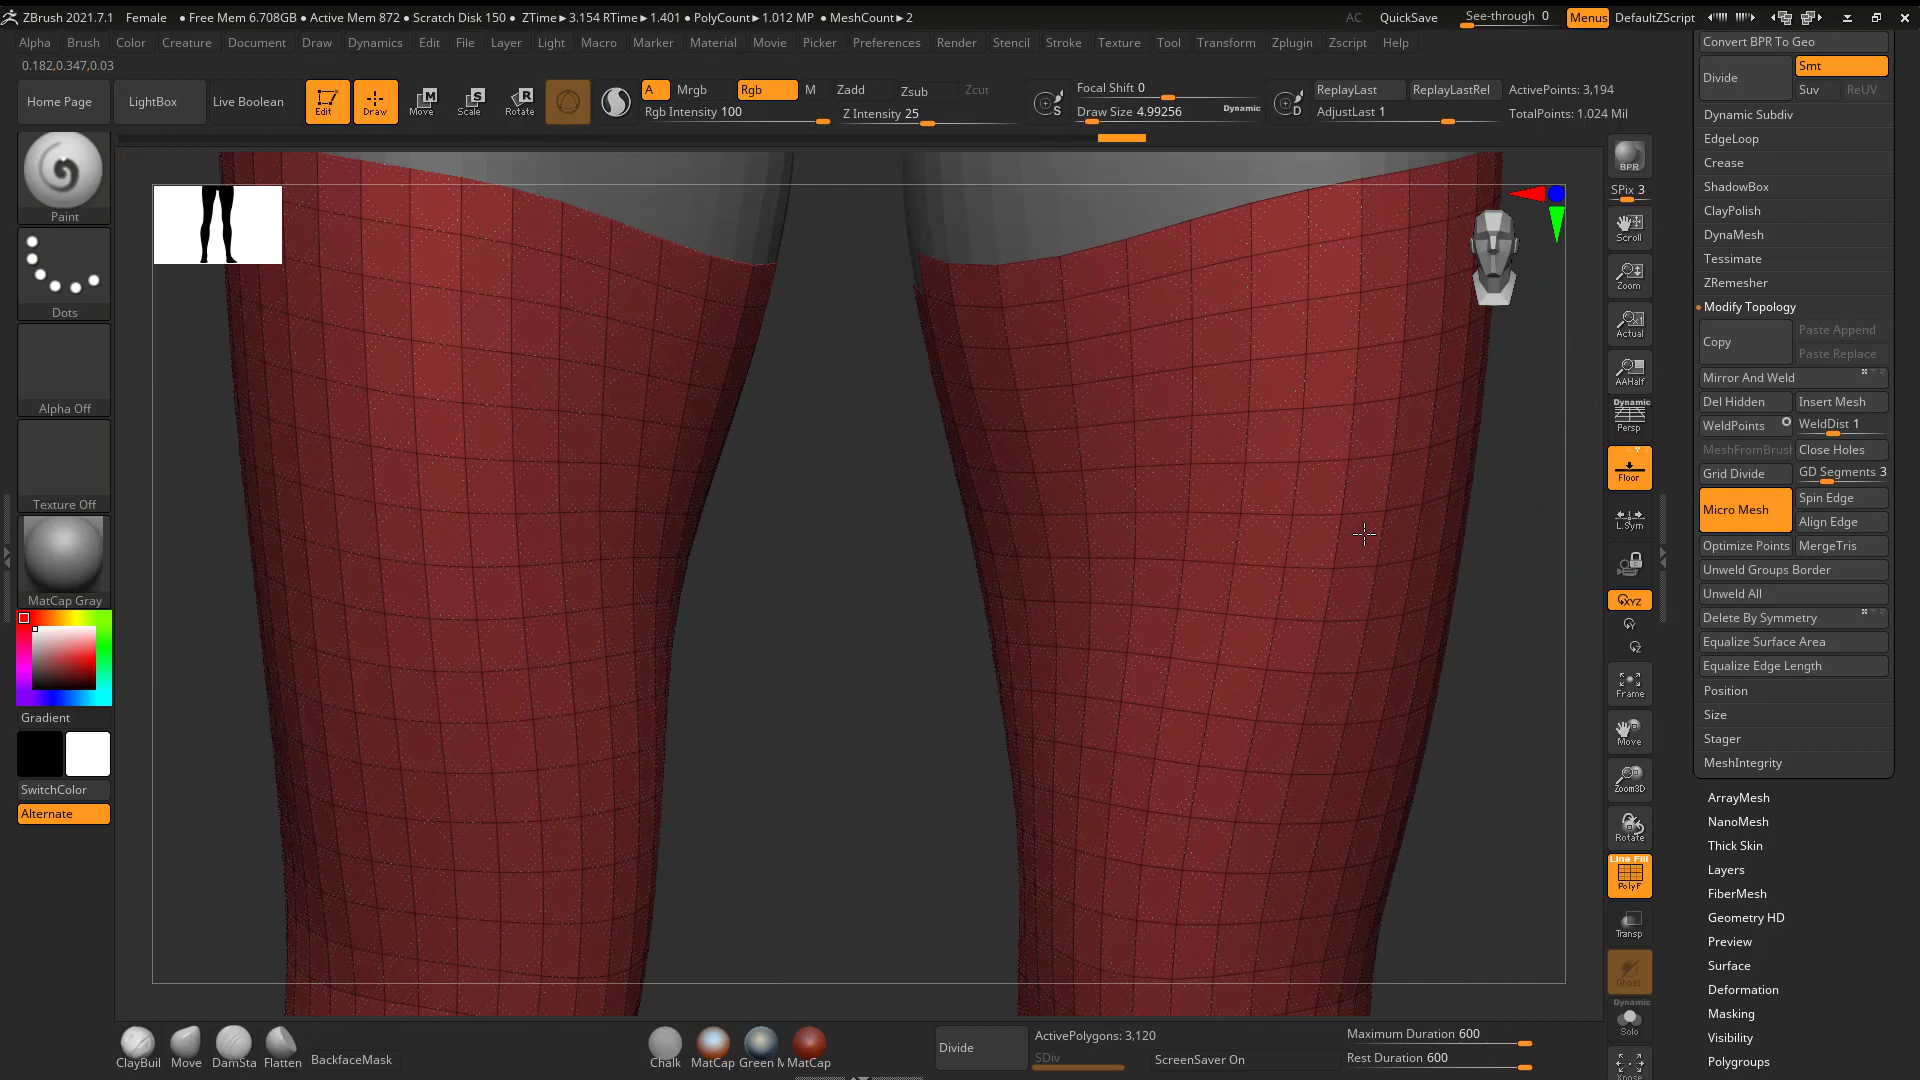 ZBrush 2021.7.1 Female ● Free Mem 6.708GB ● Active Mem 872 ● Scratch Disk 150 ● ZTime▶3.154 RTime▶1.401 ● PolyCount▶1.012 MP ● MeshCount▶2 AC QuickSave See-through 0 Menus DefaultZScript
Alpha Brush Color Creature Document Draw Dynamics Edit File Layer Light Macro Marker Material Movie Picker Preferences Render Stencil Stroke Texture Tool Transform Zplugin Zscript Help
0.182,0.347,0.03
Home Page LightBox Live Boolean Edit Draw Move Scale Rotate
M S R
A Mrgb Rgb M Zadd Zsub Zcut
Rgb Intensity 100 Z Intensity 25
S Focal Shift 0
Draw Size 4.99256 Dynamic
D ReplayLast ReplayLastRel ActivePoints: 3,194
AdjustLast 1 TotalPoints: 1.024 Mil
Paint
Dots
Alpha Off
Texture Off
MatCap Gray
Gradient
SwitchColor
Alternate
BPR
SPix 3
Scroll
Zoom
Actual
AAHalf
Dynamic
Persp
Floor
L.Sym
XYZ
Y
Z
Frame
Move
Zoom3D
Rotate
Line Fill
PolyF
Transp
Ghost
Dynamic
Solo
Xpose
Convert BPR To Geo
Divide Smt
Suv ReUV
Dynamic Subdiv
EdgeLoop
Crease
ShadowBox
ClayPolish
DynaMesh
Tessimate
ZRemesher
Modify Topology
Copy Paste Append
Paste Replace
Mirror And Weld
Del Hidden Insert Mesh
WeldPoints WeldDist 1
MeshFromBrush Close Holes
Grid Divide GD Segments 3
Micro Mesh Spin Edge
Align Edge
Optimize Points MergeTris
Unweld Groups Border
Unweld All
Delete By Symmetry
Equalize Surface Area
Equalize Edge Length
Position
Size
Stager
MeshIntegrity
ArrayMesh
NanoMesh
Thick Skin
Layers
FiberMesh
Geometry HD
Preview
Surface
Deformation
Masking
Visibility
Polygroups
ClayBuil Move DamSta Flatten BackfaceMask
Chalk MatCap Green M MatCap
Divide ActivePolygons: 3,120
SDiv ScreenSaver On
Maximum Duration 600
Rest Duration 600